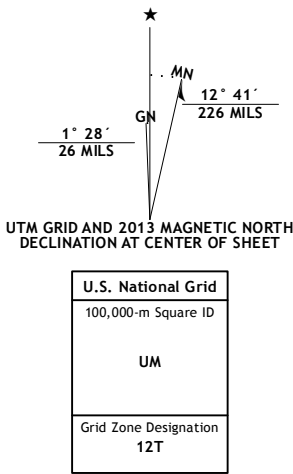 MN
GN
12° 41´
226 MILS
1° 28´
26 MILS
UTM GRID AND 2013 MAGNETIC NORTH
DECLINATION AT CENTER OF SHEET
U.S. National Grid
100,000-m Square ID
UM
Grid Zone Designation
12T